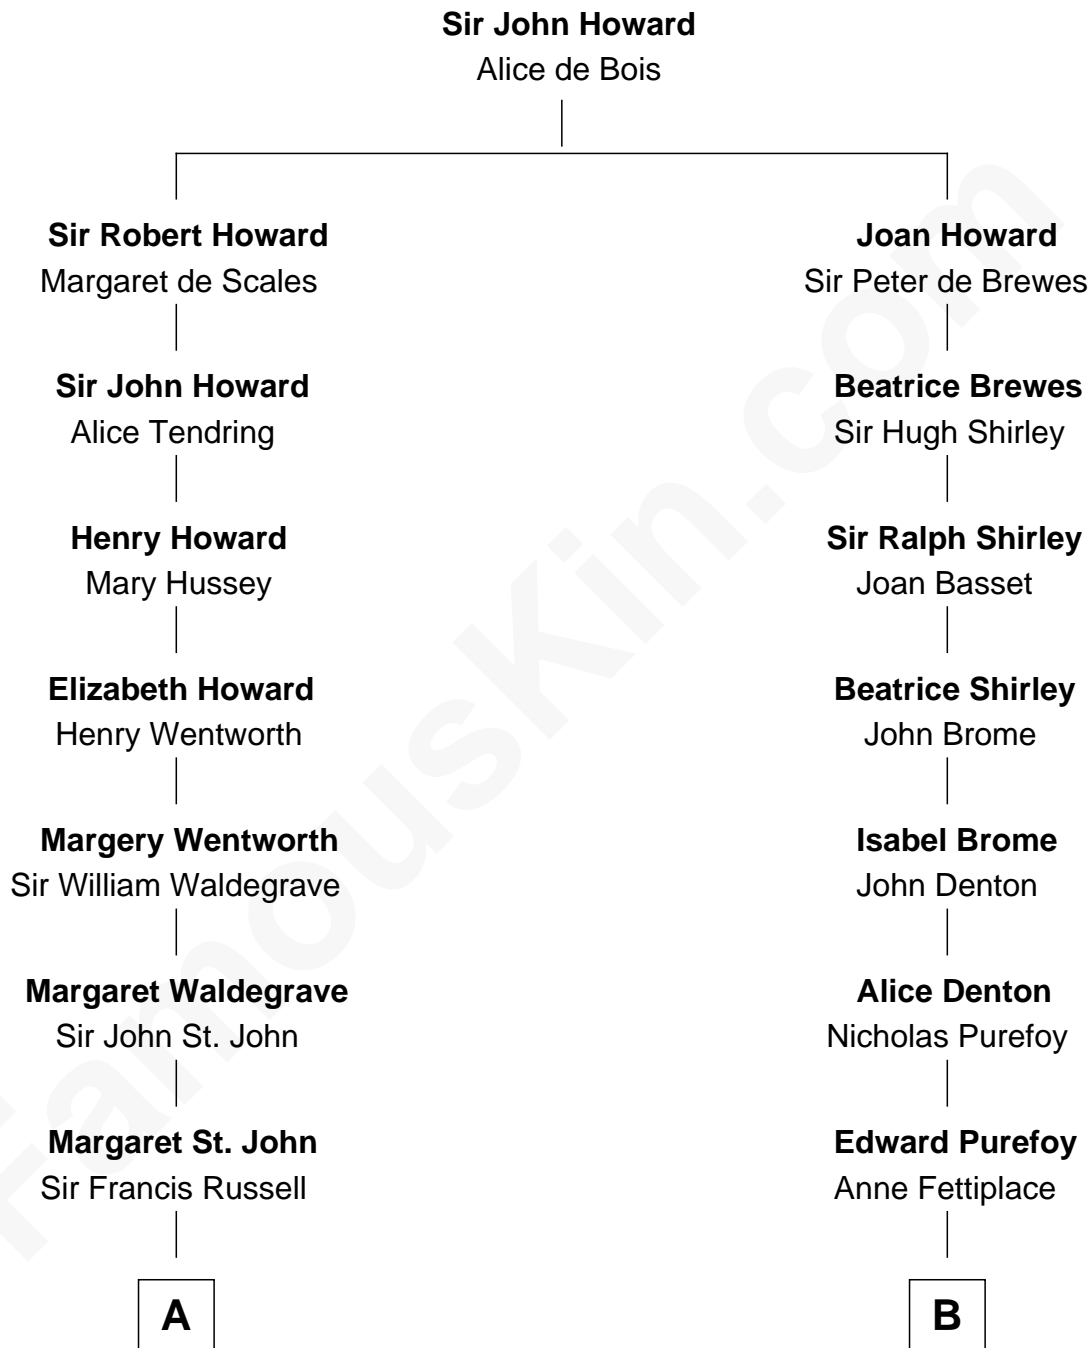 Sir John Howard
Alice de Bois
Sir Robert Howard
Margaret de Scales
Joan Howard
Sir Peter de Brewes
Sir John Howard
Alice Tendring
Beatrice Brewes
Sir Hugh Shirley
Henry Howard
Mary Hussey
Sir Ralph Shirley
Joan Basset
Elizabeth Howard
Henry Wentworth
Beatrice Shirley
John Brome
Margery Wentworth
Sir William Waldegrave
Isabel Brome
John Denton
Margaret Waldegrave
Sir John St. John
Alice Denton
Nicholas Purefoy
Margaret St. John
Sir Francis Russell
Edward Purefoy
Anne Fettiplace
A
B
FamousKin.com